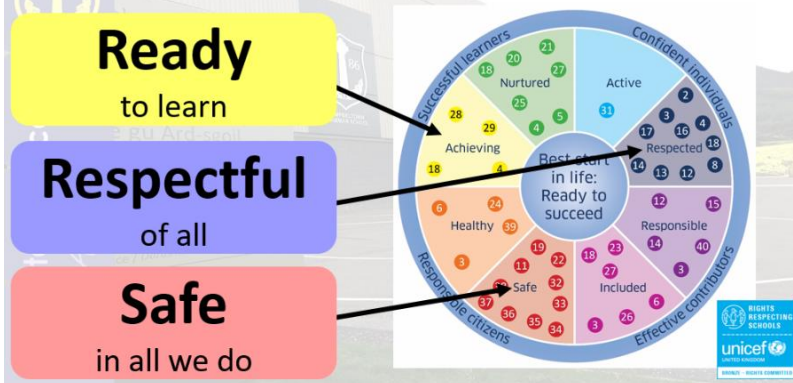 Ready
to learn
Respectful
of all
Safe
in all we do
Successful learners
Confident individuals
Responsible citizens
Effective contributors
Best start
in life:
Ready to
succeed
Nurtured
18
20
21
27
25
5
4
Active
31
Respected
2
3
4
17
16
18
14
13
12
8
Responsible
12
15
14
40
3
Included
18
23
27
6
26
3
Safe
19
11
22
32
33
37
36
35
34
Healthy
6
24
39
3
Achieving
28
29
18
4
RIGHTS
RESPECTING
SCHOOLS
unicef
UNITED KINGDOM
BRONZE - RIGHTS COMMITTED